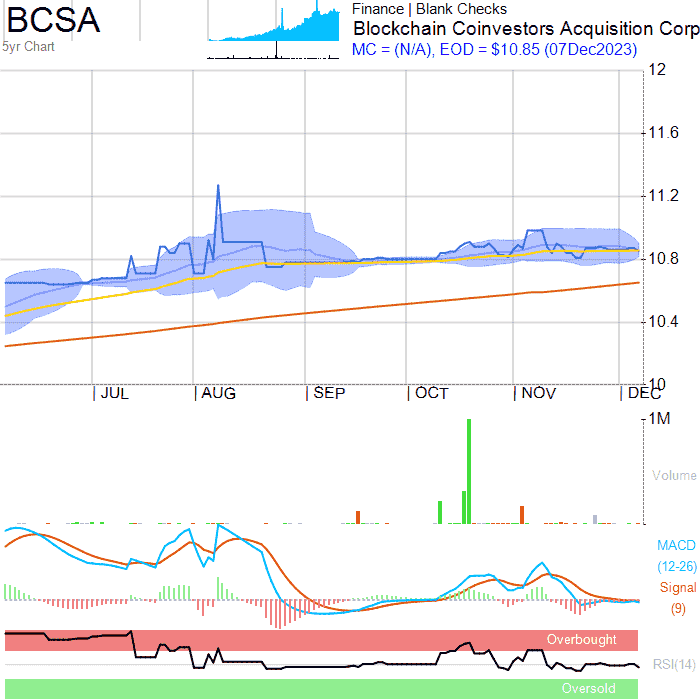 BCSA
5yr Chart
Finance | Blank Checks
Blockchain Coinvestors Acquisition Corp
MC = (N/A), EOD = $10.85 (07Dec2023)
12
11.6
11.2
10.8
10.4
10
JUL AUG SEP OCT NOV DEC
1M
Volume
MACD
(12-26)
Signal
(9)
Overbought
RSI(14)
Oversold